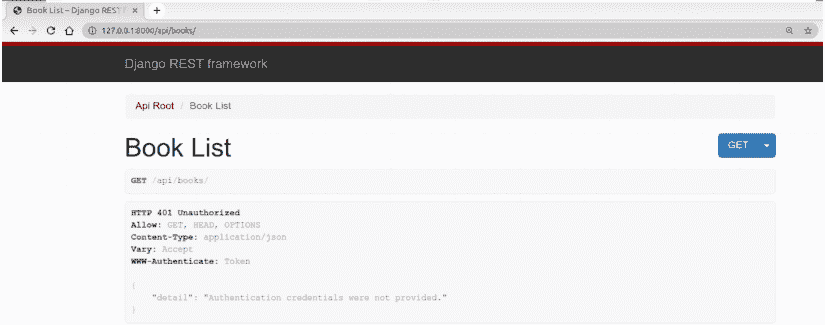 Book List – Django REST F
127.0.0.1:8000/api/books/
Django REST framework
Api Root / Book List
Book List
GET
GET /api/books/
HTTP 401 Unauthorized
Allow: GET, HEAD, OPTIONS
Content-Type: application/json
Vary: Accept
WWW-Authenticate: Token
{
"detail": "Authentication credentials were not provided."
}